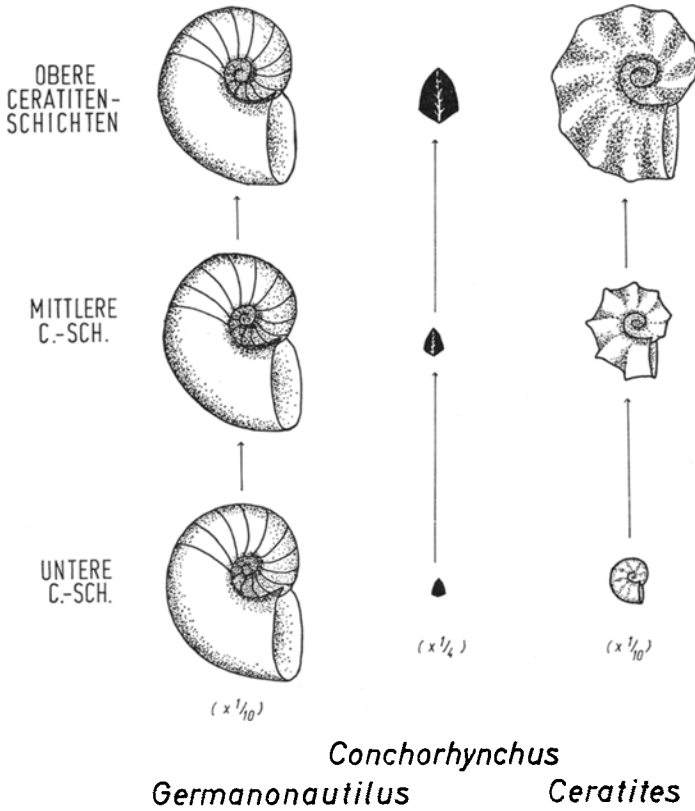 OBERE
CERATITEN-
SCHICHTEN
MITTLERE
C.-SCH.
UNTERE
C.-SCH.
(x 1/10)
(x 1/4)
(x 1/10)
Conchorhynchus
Germanonautilus Ceratites